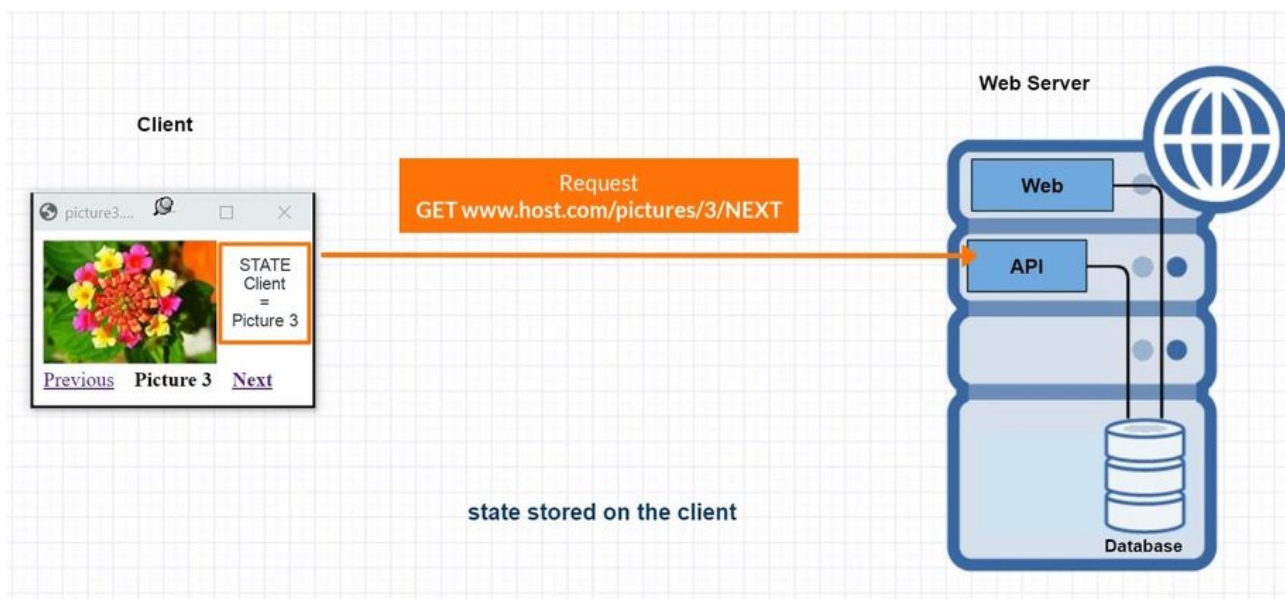 Web Server
Client
Request
GET www.host.com/pictures/3/NEXT
Web
picture3....
API
STATE
Client
=
Picture 3
Previous Picture 3 Next
state stored on the client
Database